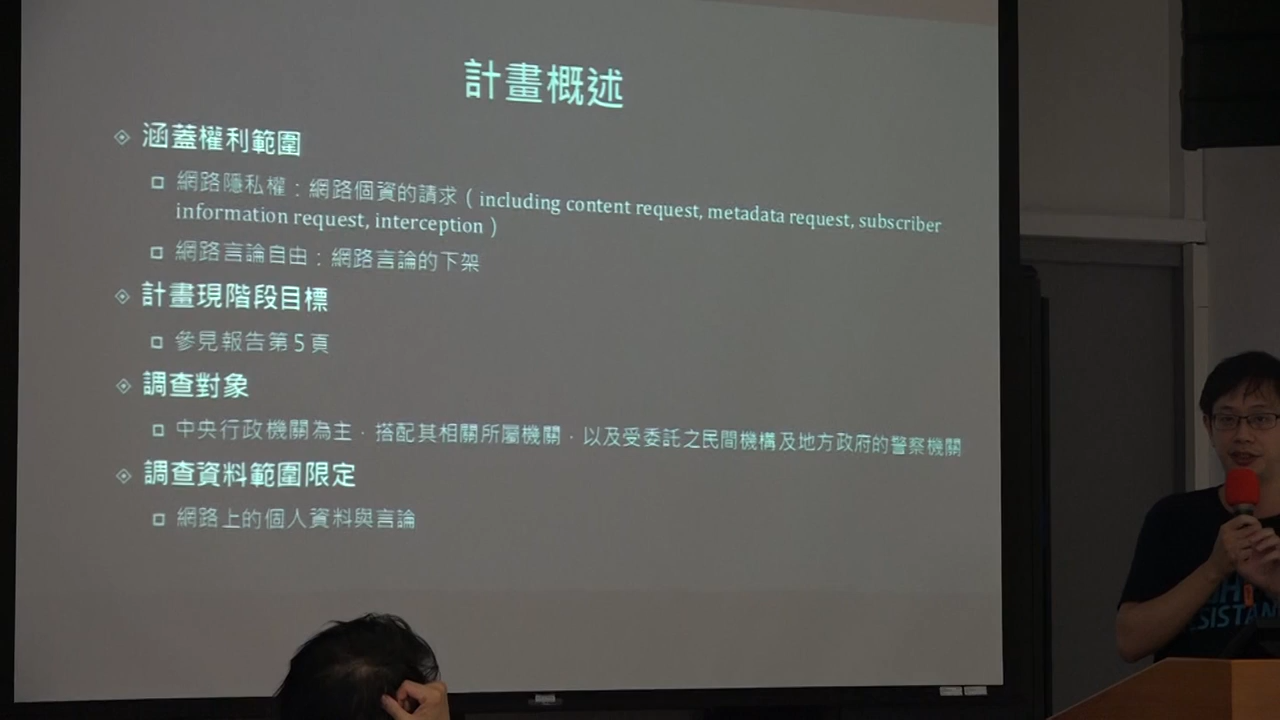 計畫概述
涵蓋權利範圍
網路隱私權：網路個資的請求（including content request, metadata request, subscriber
information request, interception）
網路言論自由：網路言論的下架
計畫現階段目標
參見報告第5頁
調查對象
中央行政機關為主，搭配其相關所屬機關，以及受委託之民間機構及地方政府的警察機關
調查資料範圍限定
網路上的個人資料與言論